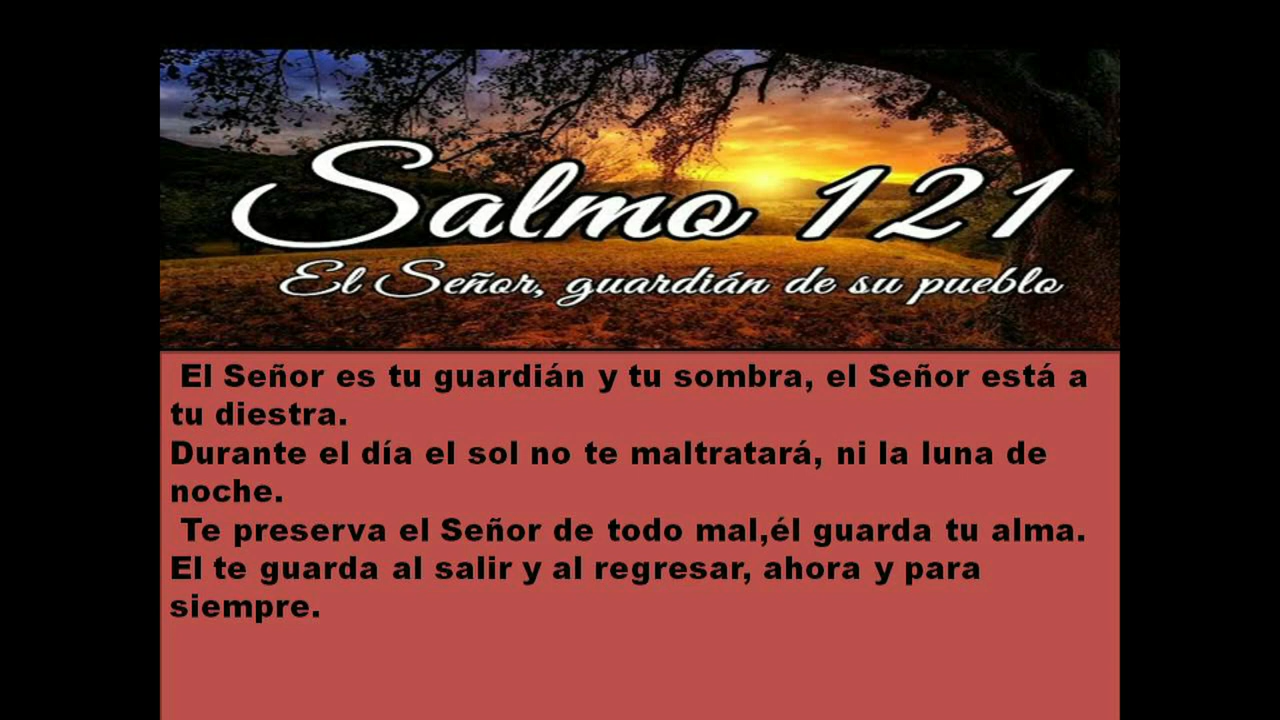 Salmo 121
El Señor, guardián de su pueblo
El Señor es tu guardián y tu sombra, el Señor está a
tu diestra.
Durante el día el sol no te maltratará, ni la luna de
noche.
Te preserva el Señor de todo mal,él guarda tu alma.
El te guarda al salir y al regresar, ahora y para
siempre.